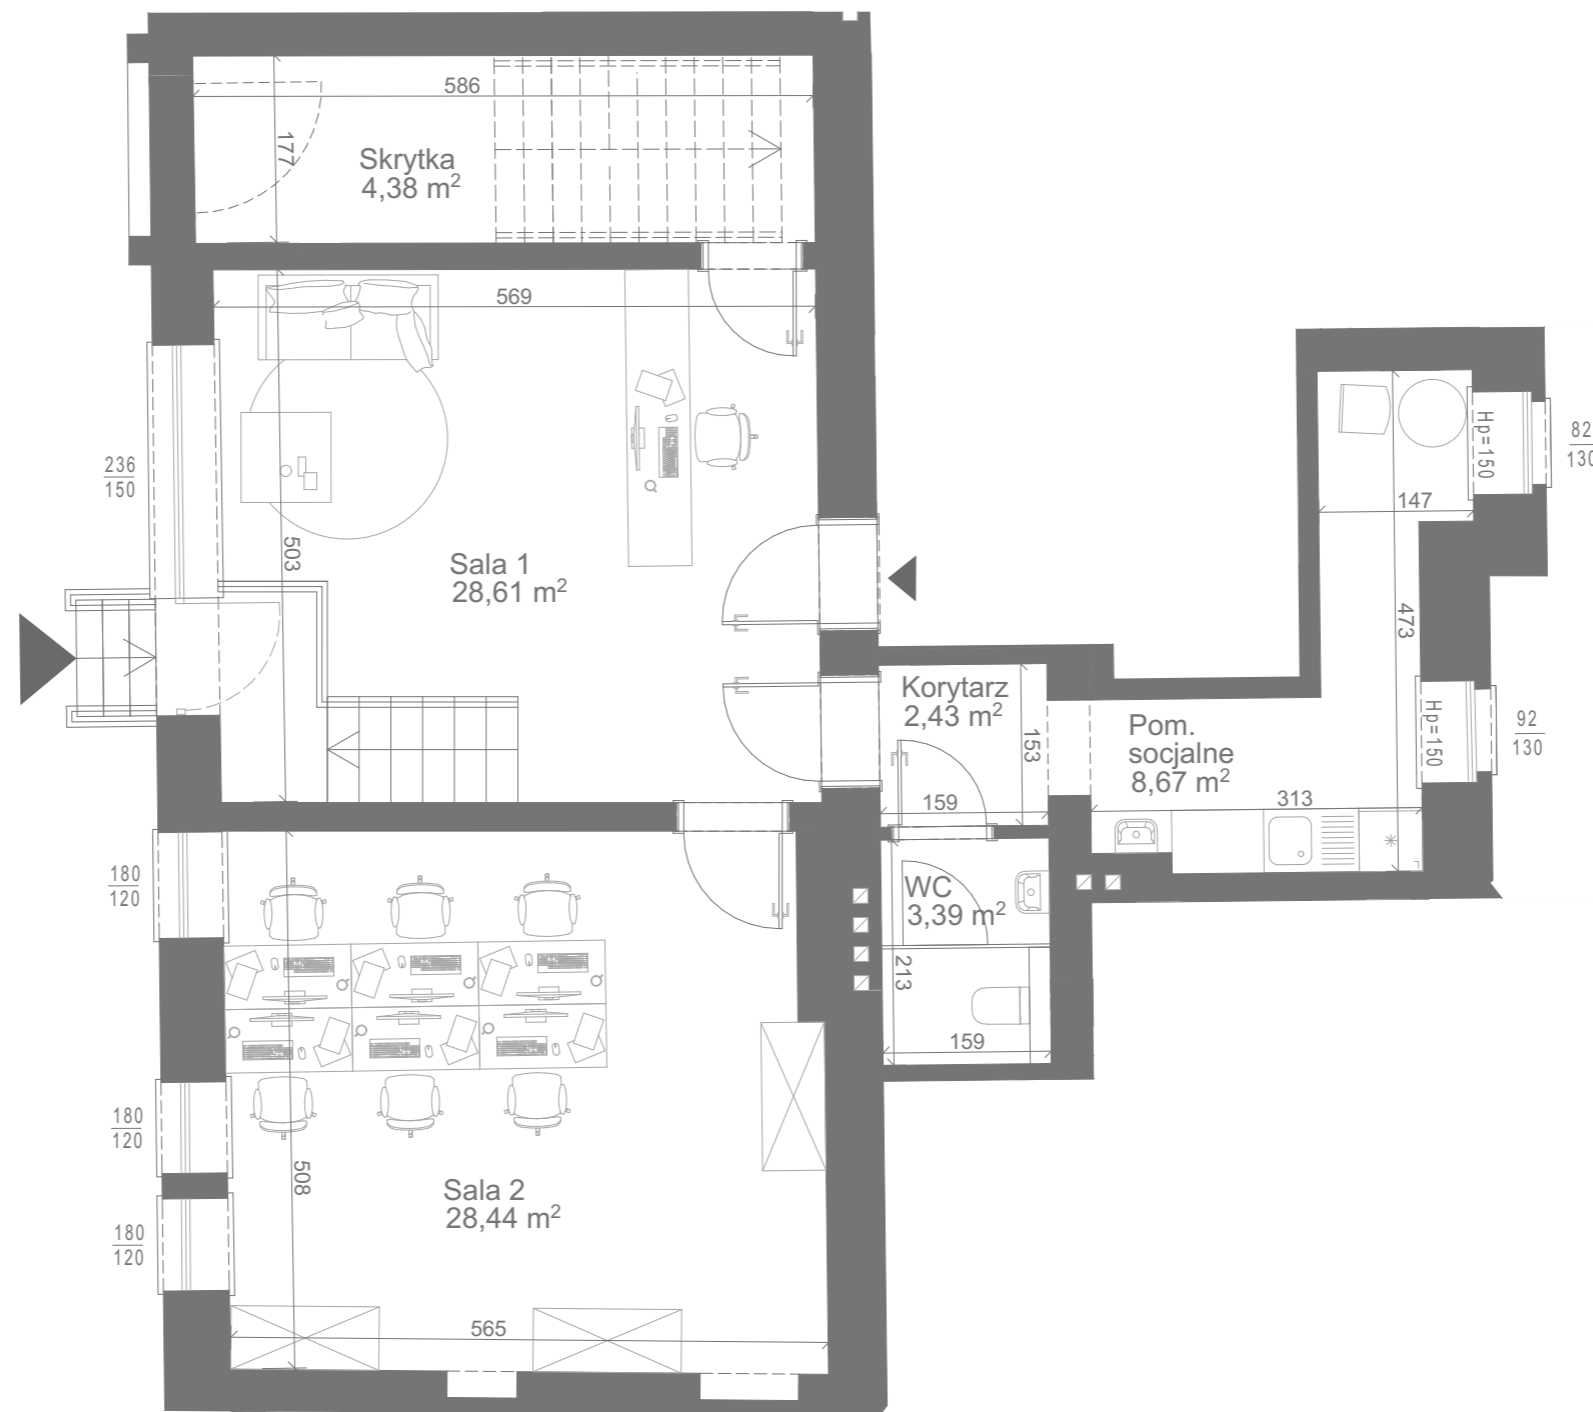 586
177
Skrytka
4,38 m²
569
236
150
503
Sala 1
28,61 m²
Hp=150
82
130
147
473
Korytarz
2,43 m²
153
159
Pom.
socjalne
8,67 m²
Hp=150
92
130
313
180
120
WC
3,39 m²
213
159
180
120
508
Sala 2
28,44 m²
180
120
565